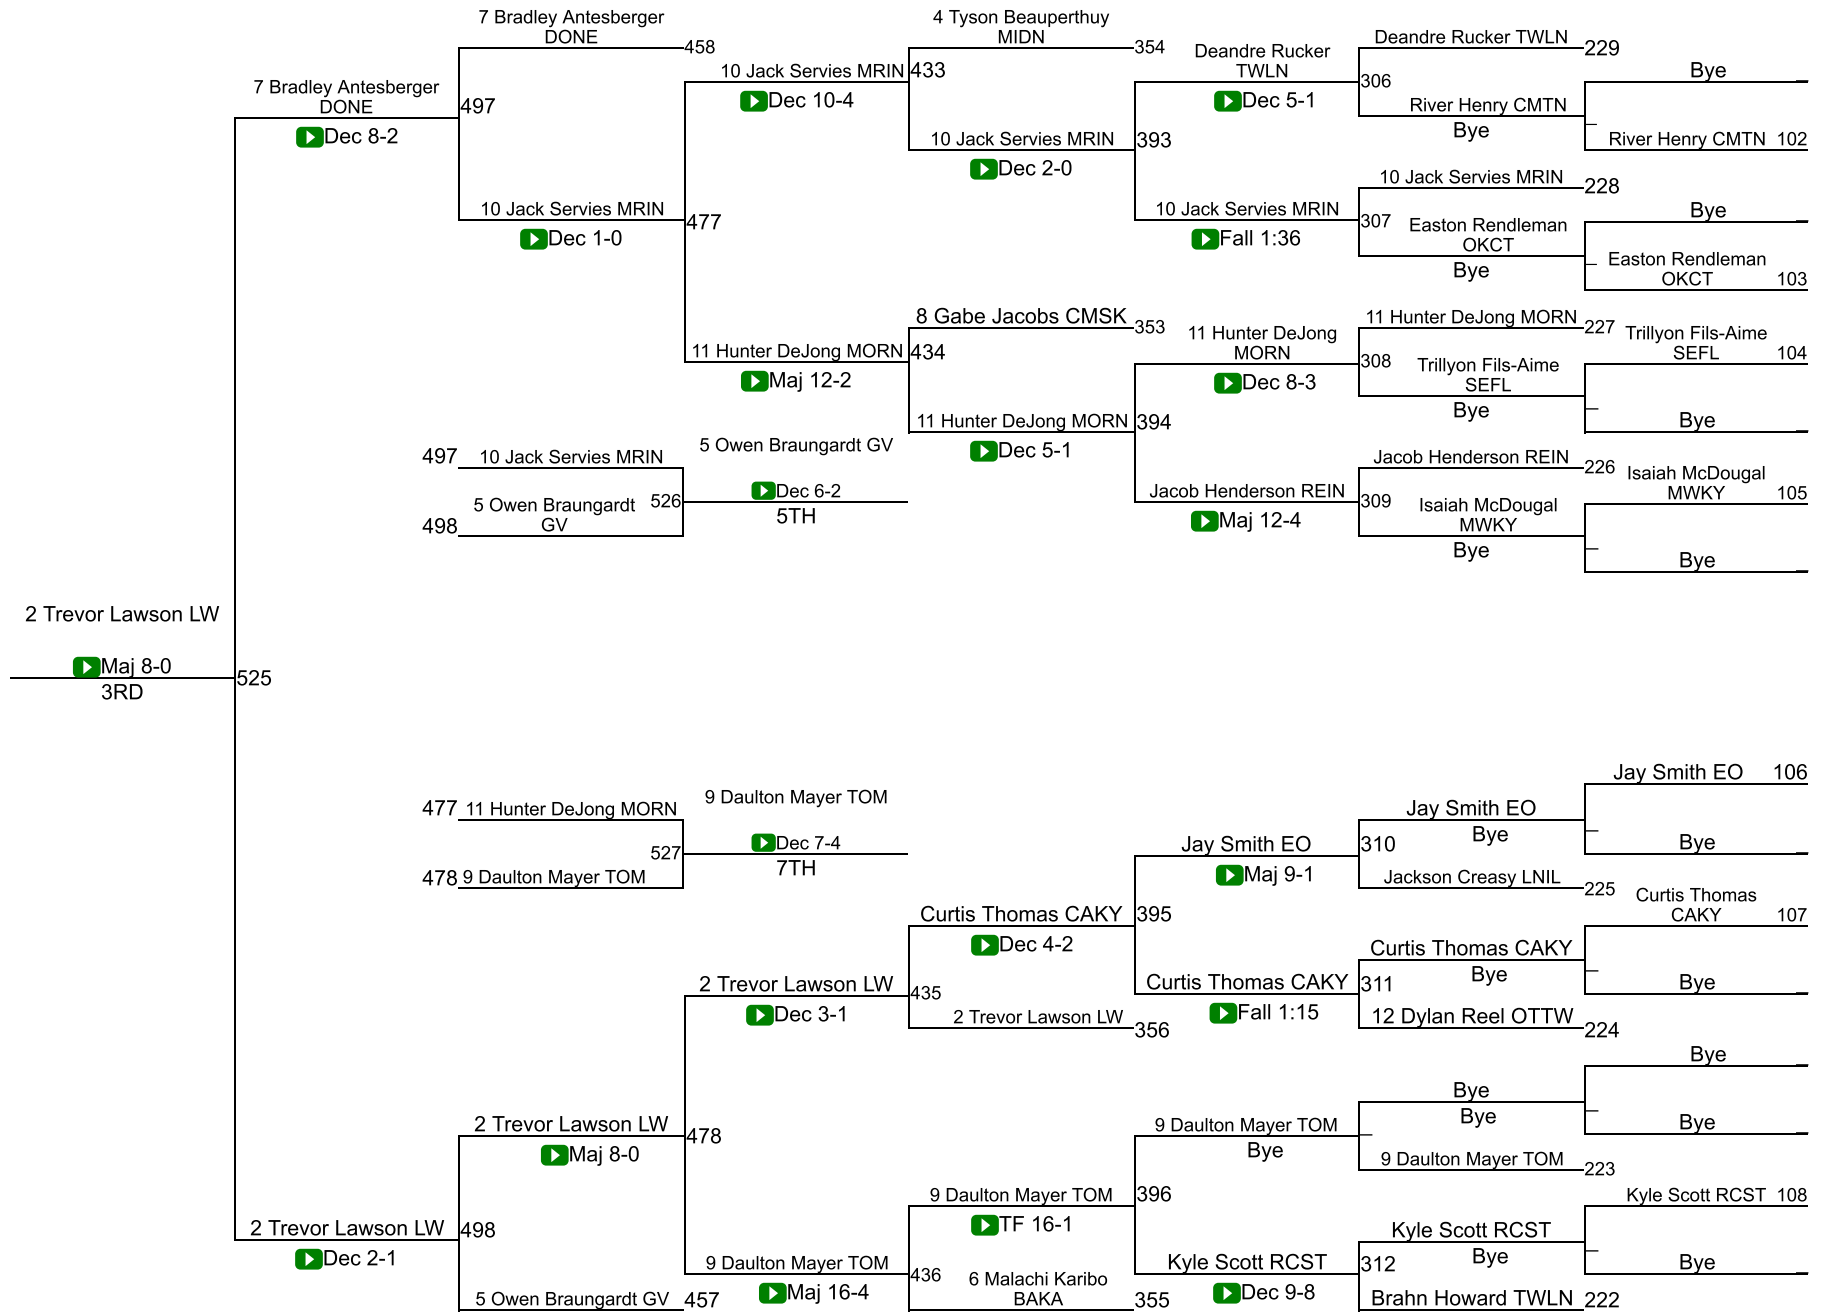 7 Bradley Antesberger
DONE
458
4 Tyson Beauperthuy
MIDN
354
Deandre Rucker
TWLN
Dec 5-1
Deandre Rucker TWLN
229
306
River Henry CMTN
Bye
Bye
River Henry CMTN 102
7 Bradley Antesberger
DONE
Dec 8-2
497
10 Jack Servies MRIN
Dec 10-4
433
10 Jack Servies MRIN
Dec 2-0
393
10 Jack Servies MRIN
228
307
Easton Rendleman
OKCT
Bye
Bye
Easton Rendleman
OKCT 103
10 Jack Servies MRIN
Dec 1-0
477
10 Jack Servies MRIN
Fall 1:36
8 Gabe Jacobs CMSK
353
11 Hunter DeJong
MORN
Dec 8-3
11 Hunter DeJong MORN
227
308
Trillyon Fils-Aime
SEFL
Bye
Trillyon Fils-Aime
SEFL 104
Bye
11 Hunter DeJong MORN
Maj 12-2
434
11 Hunter DeJong MORN
Dec 5-1
394
Jacob Henderson REIN
226
309
Isaiah McDougal
MWKY
Bye
Isaiah McDougal
MWKY 105
Bye
Jacob Henderson REIN
Maj 12-4
497
10 Jack Servies MRIN
498
5 Owen Braungardt
GV
526
5 Owen Braungardt GV
Dec 6-2
5TH
2 Trevor Lawson LW
Maj 8-0
3RD
525
477
11 Hunter DeJong MORN
478
9 Daulton Mayer TOM
527
9 Daulton Mayer TOM
Dec 7-4
7TH
Jay Smith EO
Maj 9-1
310
Jay Smith EO
Bye
Jackson Creasy LNIL
225
Jay Smith EO 106
Bye
Curtis Thomas CAKY
Dec 4-2
395
Curtis Thomas CAKY
Fall 1:15
311
Curtis Thomas CAKY
Bye
12 Dylan Reel OTTW
224
Curtis Thomas
CAKY 107
Bye
2 Trevor Lawson LW
Dec 3-1
435
2 Trevor Lawson LW
356
2 Trevor Lawson LW
Maj 8-0
478
9 Daulton Mayer TOM
Bye
Bye
Bye
9 Daulton Mayer TOM
223
Bye
Bye
9 Daulton Mayer TOM
TF 16-1
396
Kyle Scott RCST
Dec 9-8
312
Kyle Scott RCST
Bye
Brahn Howard TWLN
222
Kyle Scott RCST 108
Bye
2 Trevor Lawson LW
Dec 2-1
498
5 Owen Braungardt GV
457
9 Daulton Mayer TOM
Maj 16-4
436
6 Malachi Karibo
BAKA
355